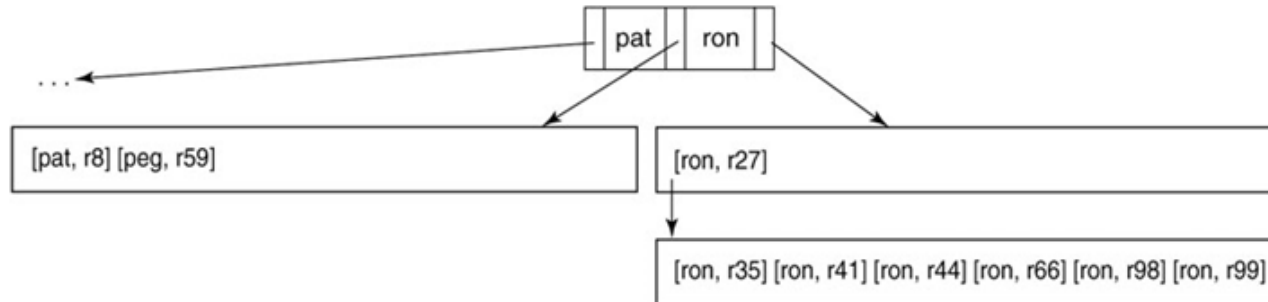 pat ron
...
[pat, r8] [peg, r59]
[ron, r27]
[ron, r35] [ron, r41] [ron, r44] [ron, r66] [ron, r98] [ron, r99]